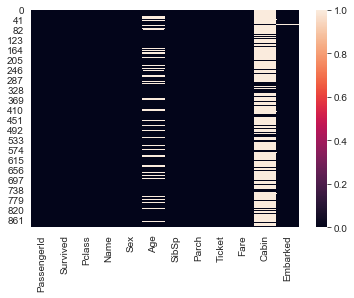 0
41
82
123
164
205
246
287
328
369
410
451
492
533
574
615
656
697
738
779
820
861
PassengerId
Survived
Pclass
Name
Sex
Age
SibSp
Parch
Ticket
Fare
Cabin
Embarked
1.0
0.8
0.6
0.4
0.2
0.0